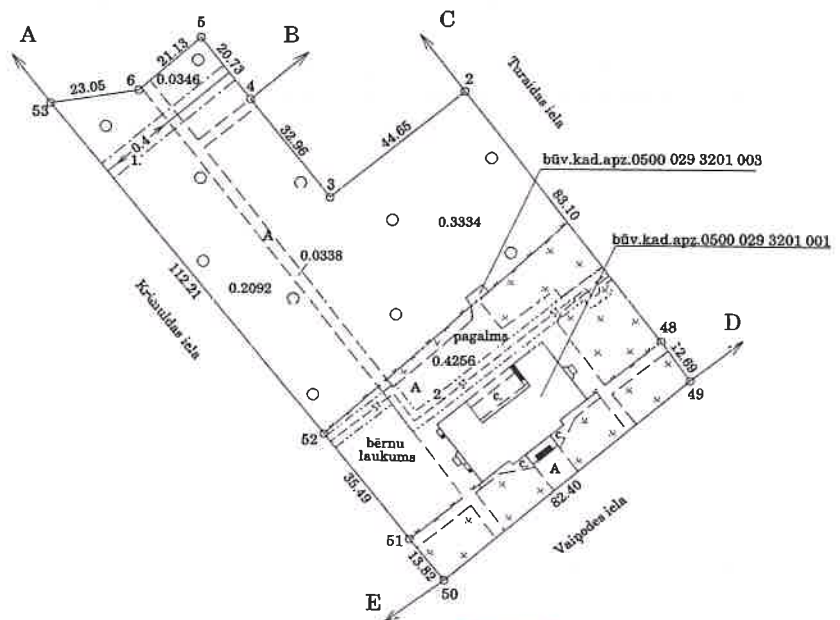 A
5
B
C
21.13
20.73
6
0.0346
4
2
Turaidas iela
23.05
53
0.4
1.
32.96
44.65
3
būv.kad.apz.0500 029 3201 003
83.10
0.3334
būv.kad.apz.0500 029 3201 001
A
0.0338
112.21
0.2092
iela
pagalms
0.4256
48
D
A
2.
12.69
c.
49
52
bērnu
laukums
c.
c.
A
35.49
82.40
Vaiņodes iela
51
13.82
50
E